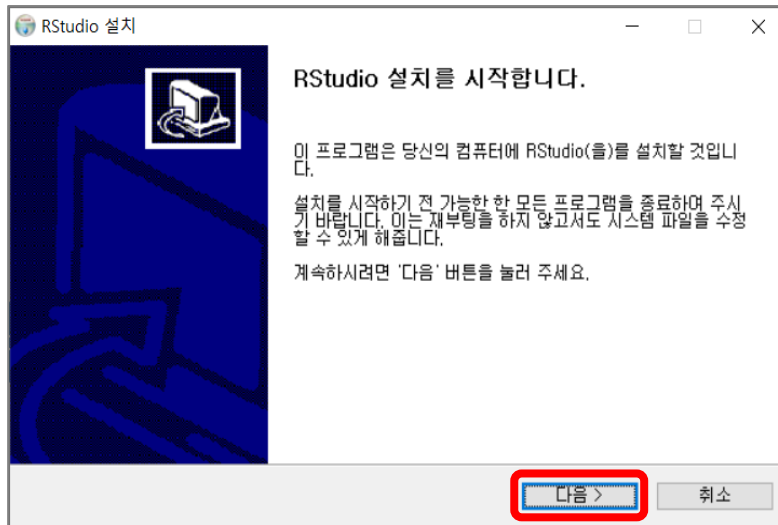 RStudio 설치
RStudio 설치를 시작합니다.
이 프로그램은 당신의 컴퓨터에 RStudio(을)를 설치할 것입니
다.
설치를 시작하기 전 가능한 한 모든 프로그램을 종료하여 주시
기 바랍니다. 이는 재부팅을 하지 않고서도 시스템 파일을 수정
할 수 있게 해줍니다.
계속하시려면 '다음' 버튼을 눌러 주세요.
다음 >
취소